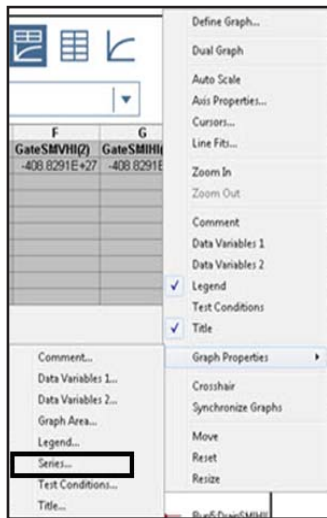 F G
GateSMVHI(2) GateSMIHI(
-408.8291E+27 -408.8291E
Define Graph...
Dual Graph
Auto Scale
Axis Properties...
Cursors...
Line Fits...
Zoom In
Zoom Out
Comment
Data Variables 1
Data Variables 2
Legend
Test Conditions
Title
Graph Properties
Crosshair
Synchronize Graphs
Move
Reset
Resize
Comment...
Data Variables 1...
Data Variables 2...
Graph Area...
Legend...
Series...
Test Conditions...
Title...